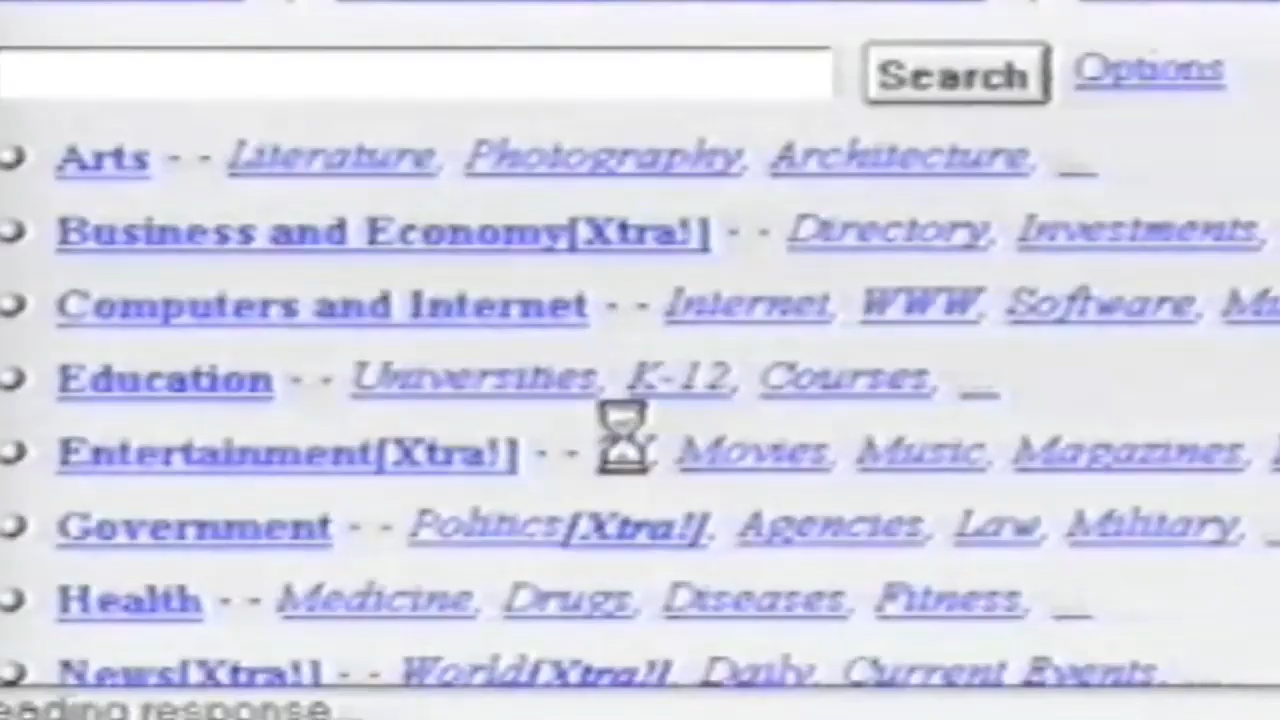 Search Options
Arts - - Literature, Photography, Architecture, ...
Business and Economy[Xtra!] - - Directory, Investments,
Computers and Internet - - Internet, WWW, Software,
Education - - Universities, K-12, Courses, ...
Entertainment[Xtra!] - - Movies, Music, Magazines,
Government - - Politics[Xtra!], Agencies, Law, Military,
Health - - Medicine, Drugs, Diseases, Fitness, ...
News[Xtra!] - - World[Xtra!], Daily, Current Events, ...
eading response...